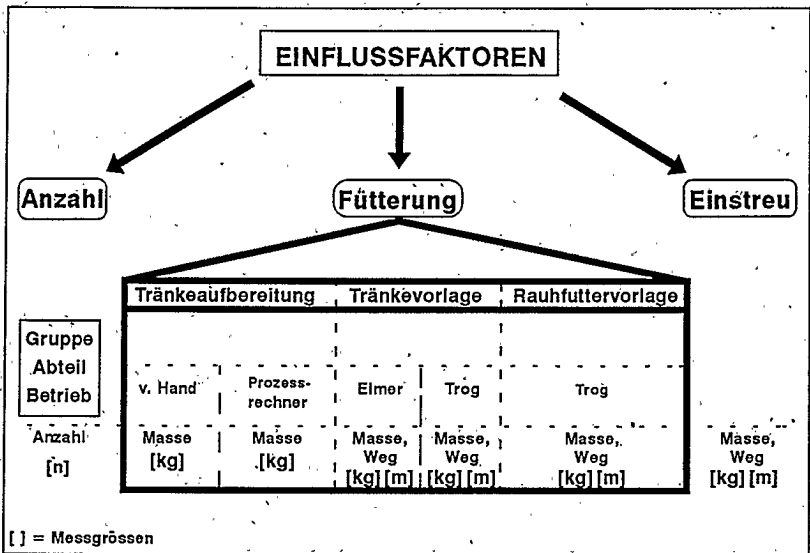 EINFLUSSFAKTOREN
Anzahl Fütterung Einstreu
Tränkeaufbereitung Tränkevorlage Rauhfuttervorlage
Gruppe
Abteil
Betrieb
v. Hand Prozess-
rechner Eimer Trog Trog
Anzahl Masse Masse Masse, Masse, Masse, Masse,
Weg Weg Weg Weg
[n] [kg] [kg] [kg] [m] [kg] [m] [kg] [m] [kg] [m]
[ ] = Messgrössen